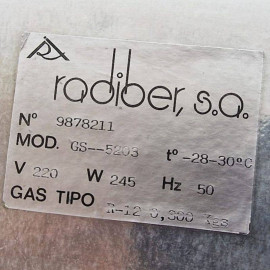 radiber, s.a.
Nº 9878211
MOD. GS--5203 tº -28-30ºC
V 220 W 245 Hz 50
GAS TIPO R-12 0,300 Kgs